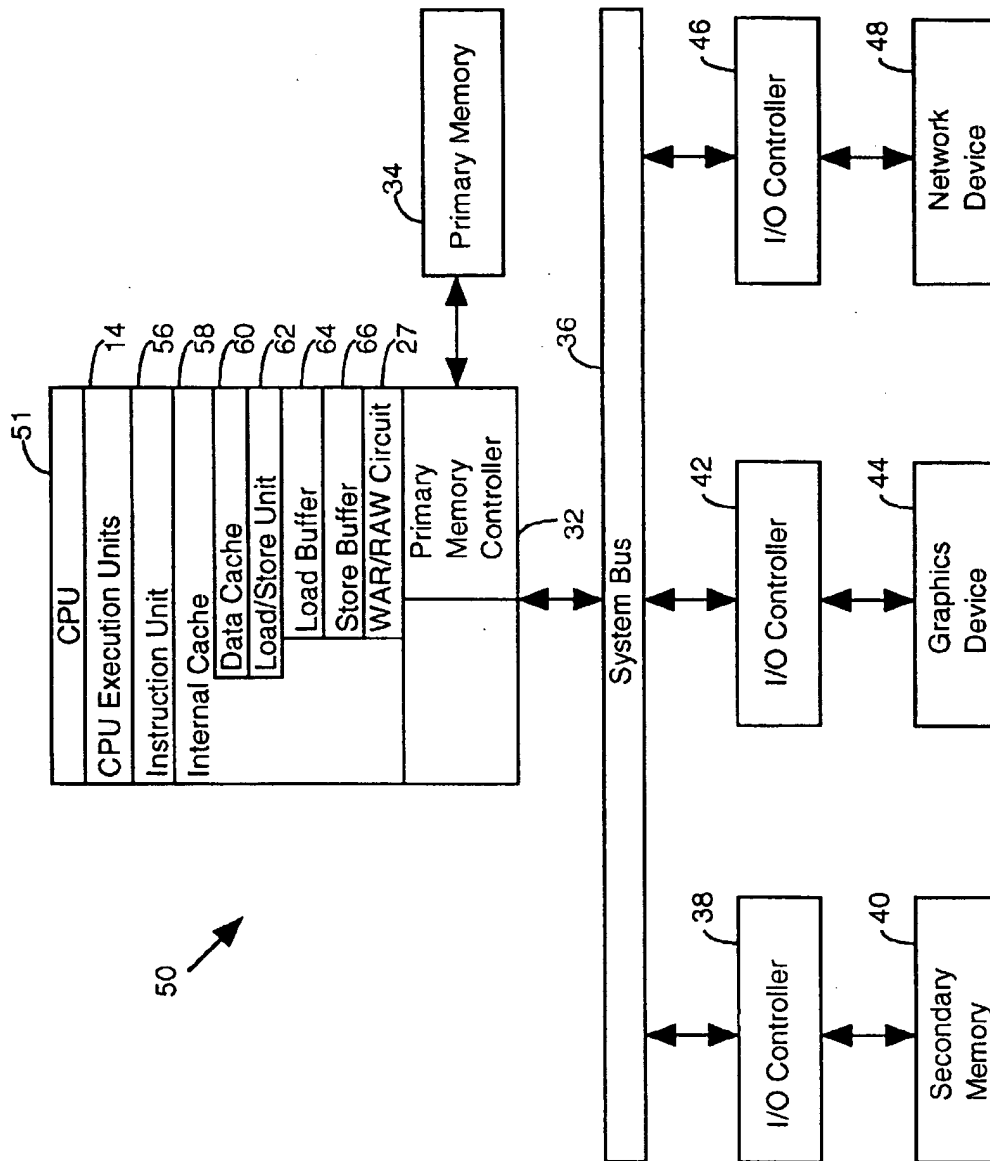 51
CPU
14
CPU Execution Units
56
Instruction Unit
58
Internal Cache
60
Data Cache
62
Load/Store Unit
64
Load Buffer
66
Store Buffer
27
WAR/RAW Circuit
Primary
Memory
Controller
32
34
Primary Memory
50
36
System Bus
38
I/O Controller
42
I/O Controller
46
I/O Controller
40
Secondary
Memory
44
Graphics
Device
48
Network
Device